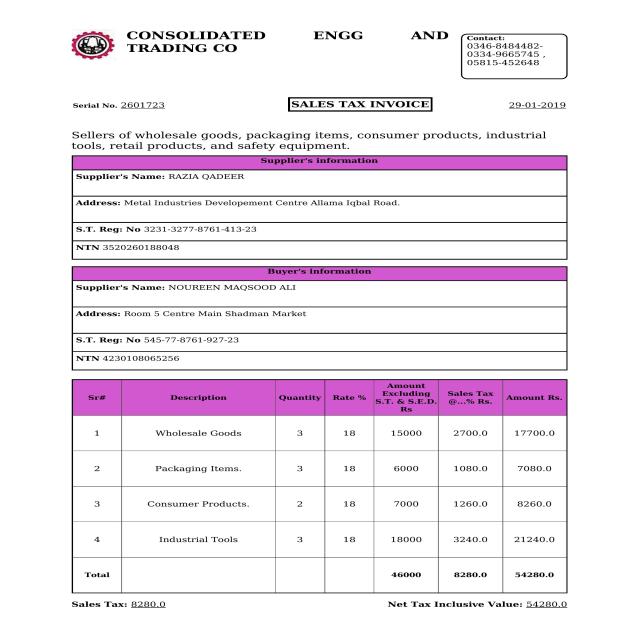 CONSOLIDATED ENGG AND
TRADING CO
Contact:
0346-8484482-
0334-9665745 ,
05815-452648
Serial No. 2601723
SALES TAX INVOICE
29-01-2019
Sellers of wholesale goods, packaging items, consumer products, industrial
tools, retail products, and safety equipment.
Supplier's information
Supplier's Name: RAZIA QADEER
Address: Metal Industries Developement Centre Allama Iqbal Road.
S.T. Reg: No 3231-3277-8761-413-23
NTN 3520260188048
Buyer's information
Supplier's Name: NOUREEN MAQSOOD ALI
Address: Room 5 Centre Main Shadman Market
S.T. Reg: No 545-77-8761-927-23
NTN 4230108065256
Sr# Description Quantity Rate % Amount Excluding S.T. & S.E.D. Rs Sales Tax @...% Rs. Amount Rs.
1 Wholesale Goods 3 18 15000 2700.0 17700.0
2 Packaging Items. 3 18 6000 1080.0 7080.0
3 Consumer Products. 2 18 7000 1260.0 8260.0
4 Industrial Tools 3 18 18000 3240.0 21240.0
Total 46000 8280.0 54280.0
Sales Tax: 8280.0 Net Tax Inclusive Value: 54280.0